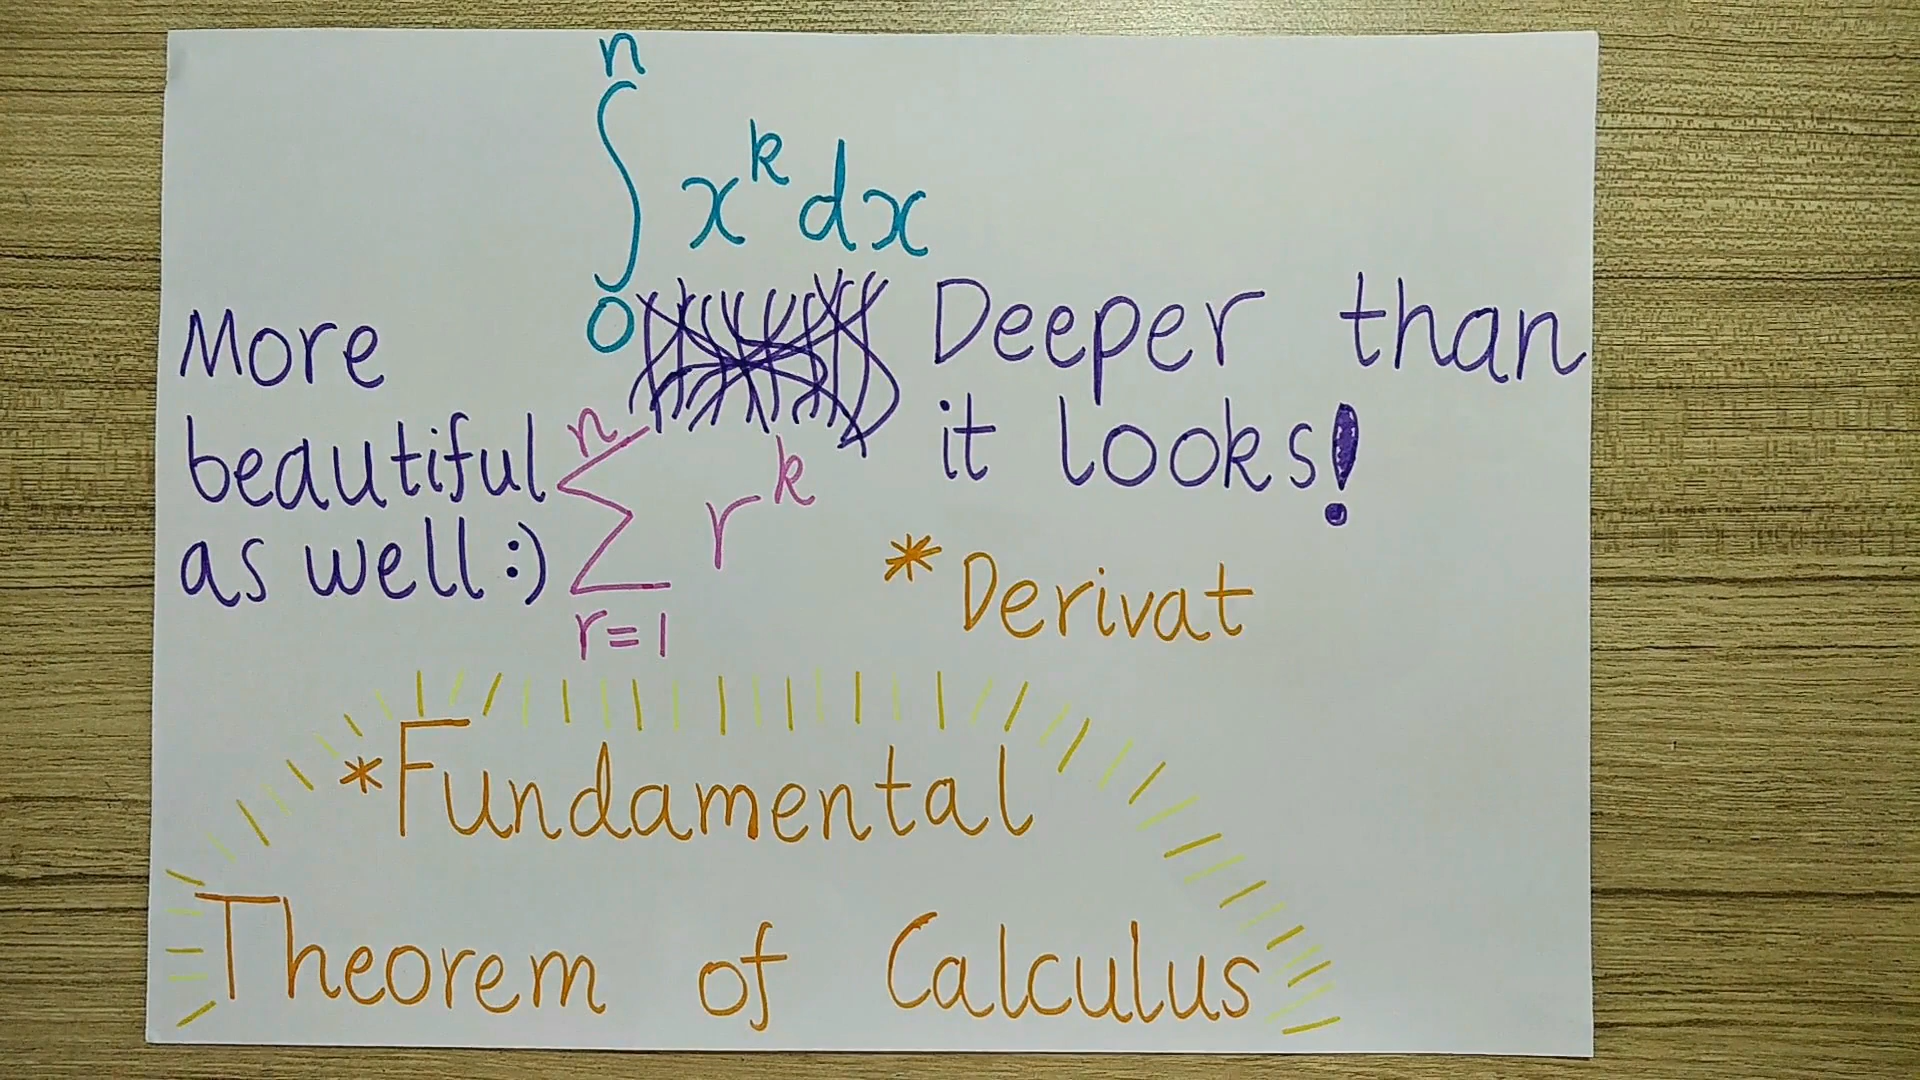 n
∫ x^k dx
0
More
beautiful
as well :)
Deeper than
it looks!
n
∑ r^k
r=1
*Derivat
*Fundamental
Theorem of Calculus